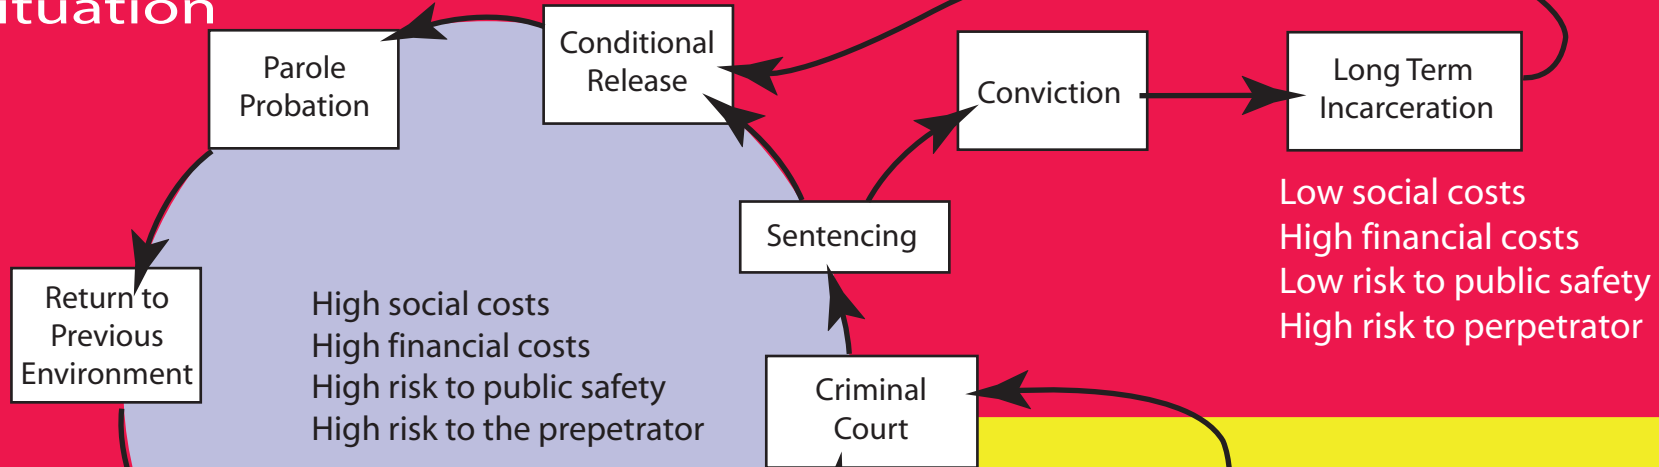 ituation
Parole
Probation
Conditional
Release
Conviction
Long Term
Incarceration
Low social costs
High financial costs
Low risk to public safety
High risk to perpetrator
Sentencing
Return to
Previous
Environment
High social costs
High financial costs
High risk to public safety
High risk to the prepetrator
Criminal
Court